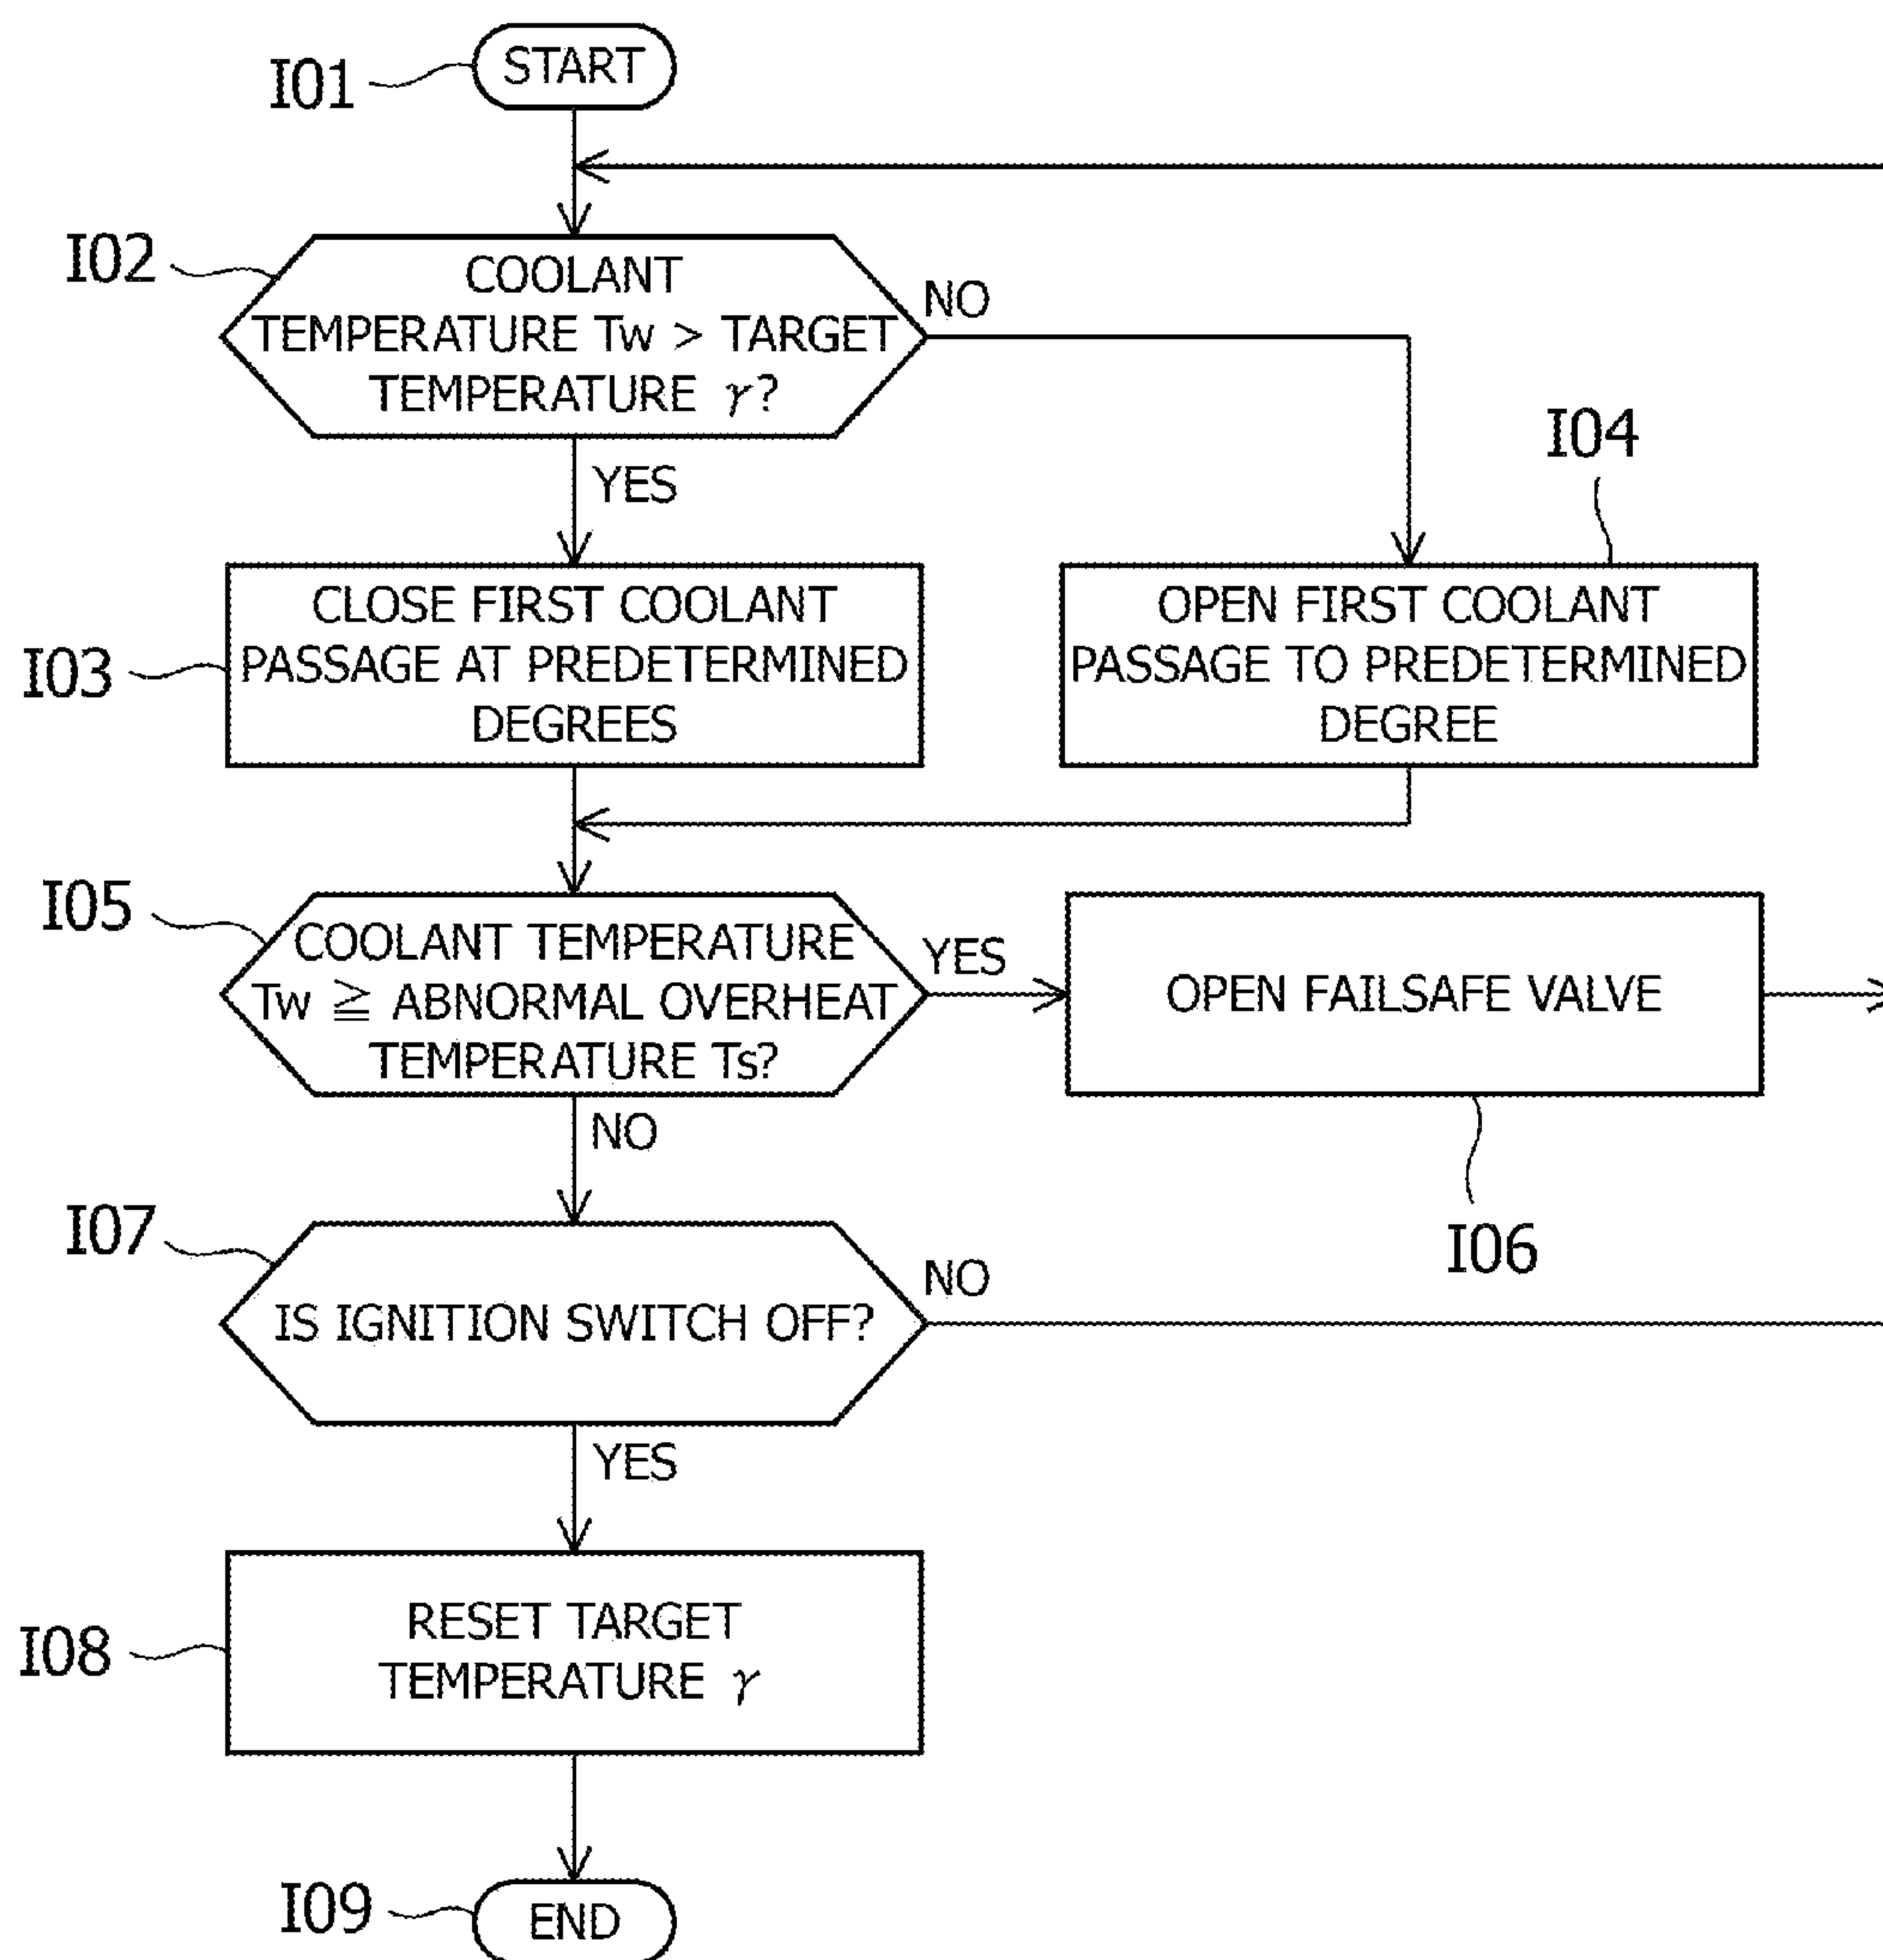 I01
START
I02
COOLANT
TEMPERATURE Tw > TARGET
TEMPERATURE γ?
NO
YES
I04
I03
CLOSE FIRST COOLANT
PASSAGE AT PREDETERMINED
DEGREES
OPEN FIRST COOLANT
PASSAGE TO PREDETERMINED
DEGREE
I05
COOLANT TEMPERATURE
Tw ≧ ABNORMAL OVERHEAT
TEMPERATURE Ts?
YES
OPEN FAILSAFE VALVE
NO
I06
I07
IS IGNITION SWITCH OFF?
NO
YES
I08
RESET TARGET
TEMPERATURE γ
I09
END